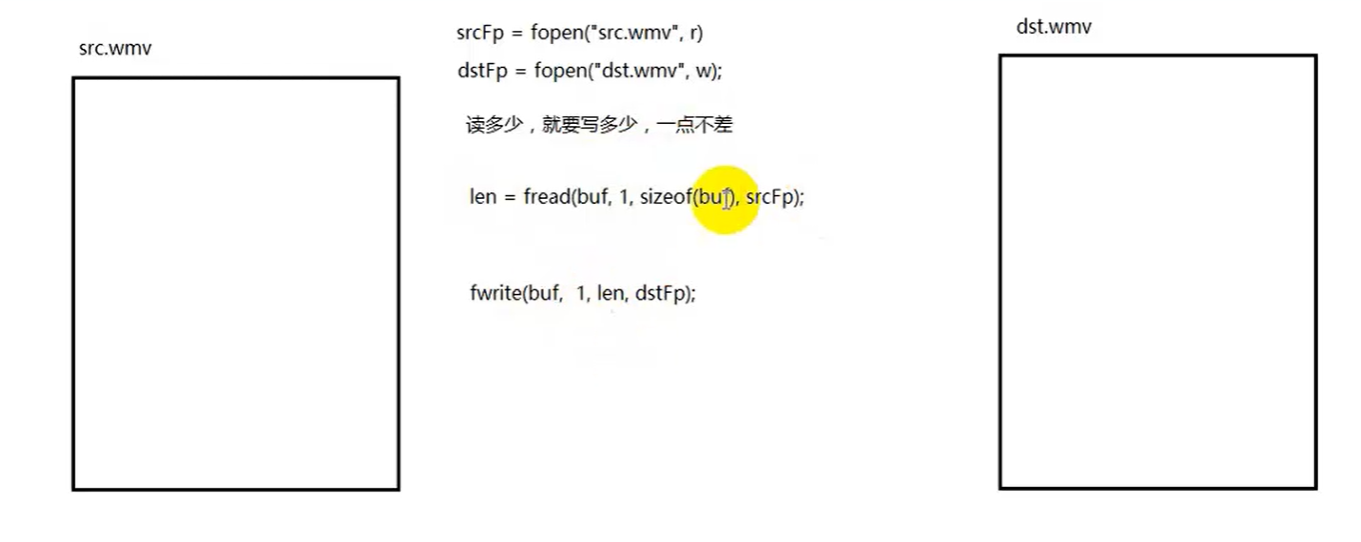 src.wmv
srcFp = fopen("src.wmv", r)
dstFp = fopen("dst.wmv", w);
读多少，就要写多少，一点不差
len = fread(buf, 1, sizeof(buf), srcFp);
fwrite(buf,  1, len, dstFp);
dst.wmv